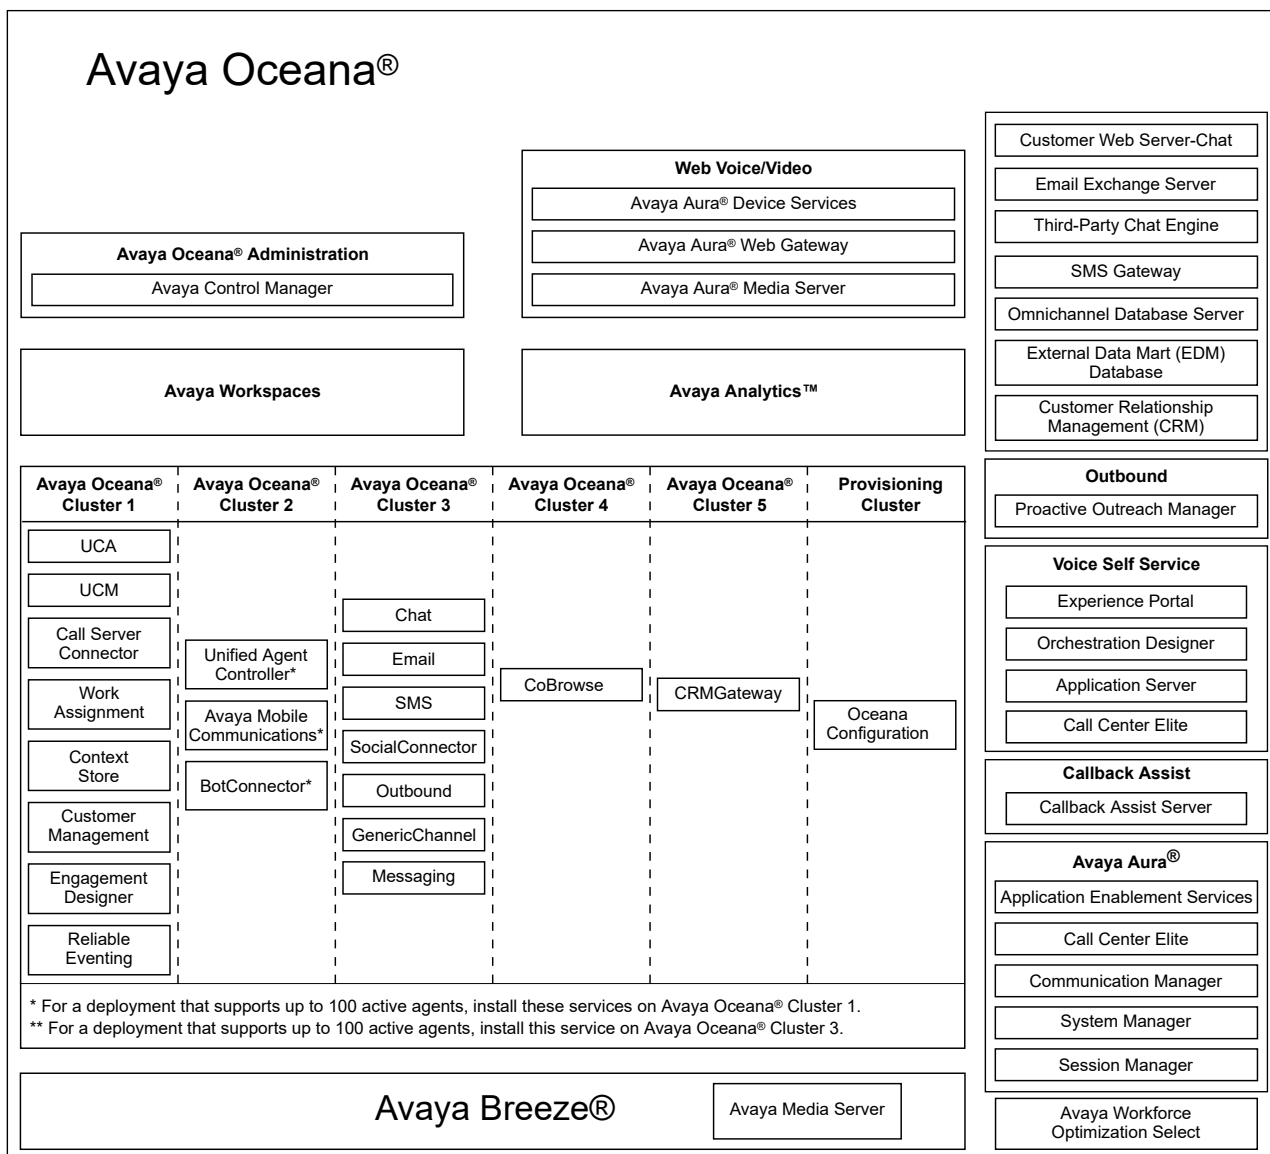 Avaya Oceana®
Web Voice/Video
Avaya Aura® Device Services
Avaya Aura® Web Gateway
Avaya Aura® Media Server
Avaya Oceana® Administration
Avaya Control Manager
Avaya Workspaces
Avaya Analytics™
Avaya Oceana®
Cluster 1
UCA
UCM
Call Server
Connector
Work
Assignment
Context
Store
Customer
Management
Engagement
Designer
Reliable
Eventing
Avaya Oceana®
Cluster 2
Unified Agent
Controller*
Avaya Mobile
Communications*
BotConnector*
Avaya Oceana®
Cluster 3
Chat
Email
SMS
SocialConnector
Outbound
GenericChannel
Messaging
Avaya Oceana®
Cluster 4
CoBrowse
Avaya Oceana®
Cluster 5
CRMGateway
Provisioning
Cluster
Oceana
Configuration
* For a deployment that supports up to 100 active agents, install these services on Avaya Oceana® Cluster 1.
** For a deployment that supports up to 100 active agents, install this service on Avaya Oceana® Cluster 3.
Avaya Breeze®
Avaya Media Server
Customer Web Server-Chat
Email Exchange Server
Third-Party Chat Engine
SMS Gateway
Omnichannel Database Server
External Data Mart (EDM)
Database
Customer Relationship
Management (CRM)
Outbound
Proactive Outreach Manager
Voice Self Service
Experience Portal
Orchestration Designer
Application Server
Call Center Elite
Callback Assist
Callback Assist Server
Avaya Aura®
Application Enablement Services
Call Center Elite
Communication Manager
System Manager
Session Manager
Avaya Workforce
Optimization Select